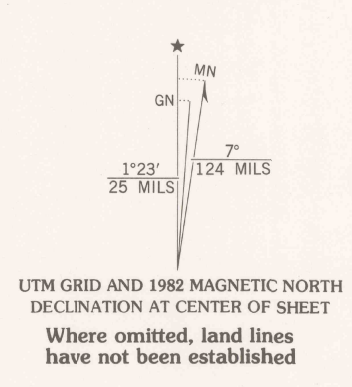 ★
MN
GN
7°
124 MILS
1°23′
25 MILS
UTM GRID AND 1982 MAGNETIC NORTH
DECLINATION AT CENTER OF SHEET
Where omitted, land lines
have not been established